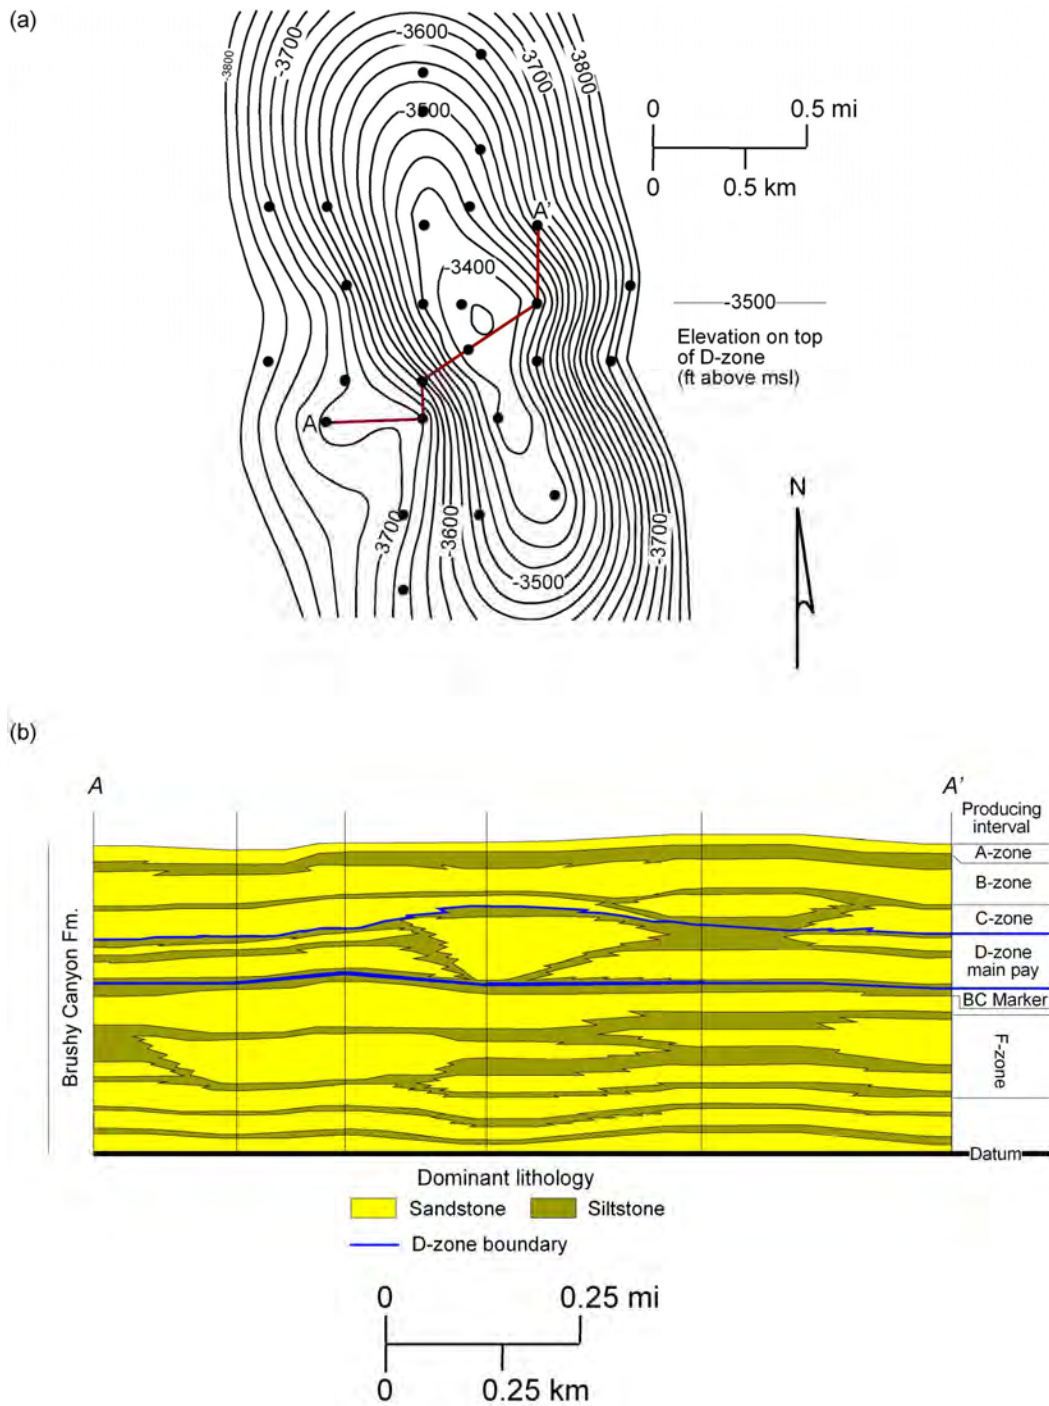 (a)
-3600
-3700
-3700
-3800
-3800
0 0.5 mi
-3500
0 0.5 km
A'
-3400
-3500
Elevation on top
of D-zone
(ft above msl)
A
N
-3700
-3600
-3700
-3500
(b)
A A'
Producing
interval
A-zone
B-zone
C-zone
D-zone
main pay
BC Marker
F-zone
Brushy Canyon Fm.
Datum
Dominant lithology
Sandstone Siltstone
D-zone boundary
0 0.25 mi
0 0.25 km